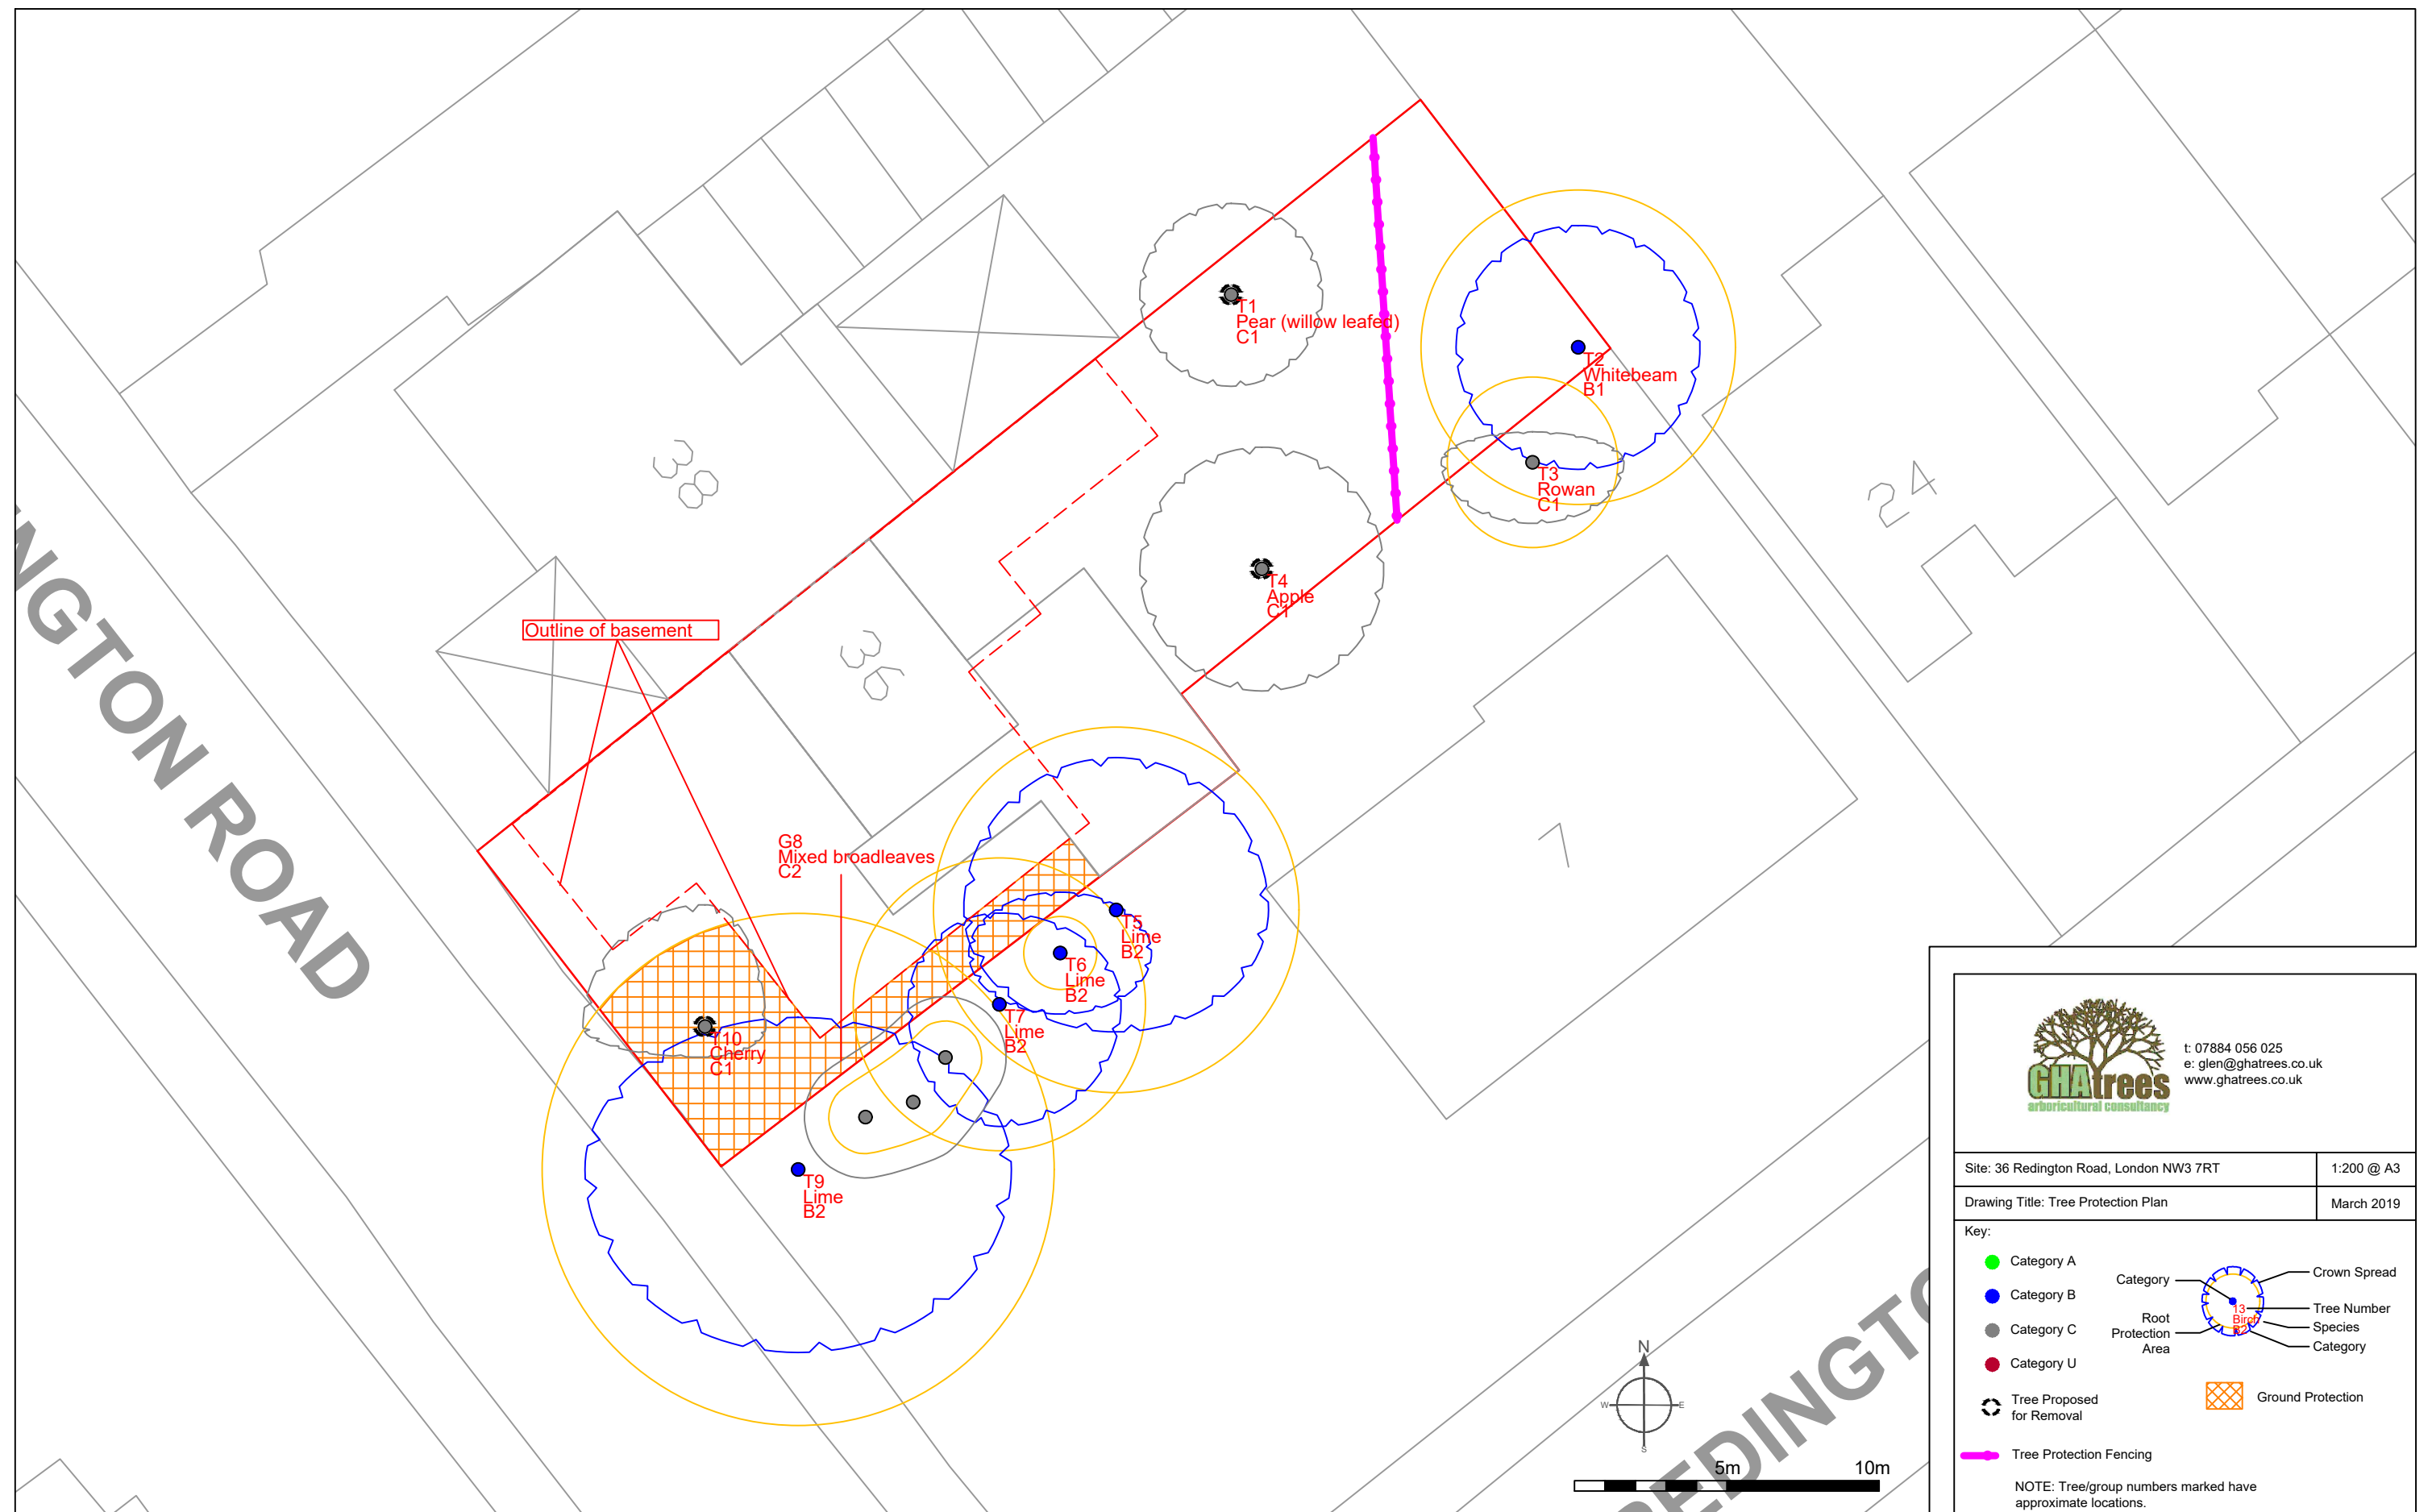 T1
Pear (willow leafed)
C1
T2
Whitebeam
B1
T3
Rowan
C1
38
24
T4
Apple
C1
Outline of basement
36
NGTON ROAD
G8
Mixed broadleaves
C2
7
T5
Lime
B2
T6
Lime
B2
T7
Lime
B2
T10
Cherry
C1
T9
Lime
B2
REDINGTO
N
W
E
S
5m
10m
GHAtrees
arboricultural consultancy
t: 07884 056 025
e: glen@ghatrees.co.uk
www.ghatrees.co.uk
Site: 36 Redington Road, London NW3 7RT
1:200 @ A3
Drawing Title: Tree Protection Plan
March 2019
Key:
Category A
Category B
Category C
Category U
Tree Proposed
for Removal
Category
Root
Protection
Area
13
Birch
B2
Crown Spread
Tree Number
Species
Category
Ground Protection
Tree Protection Fencing
NOTE: Tree/group numbers marked have
approximate locations.